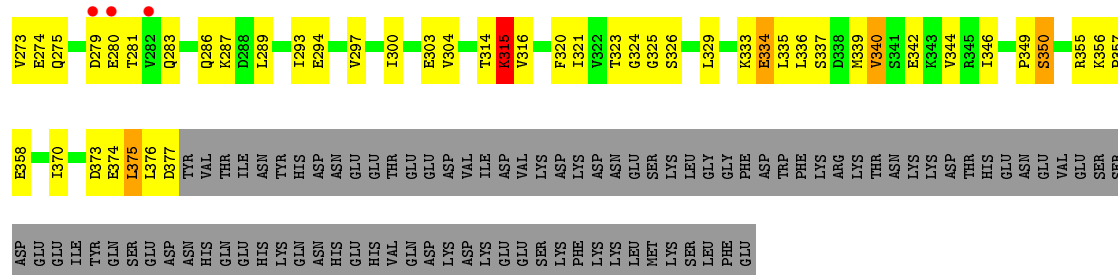 V273 E274 Q275 D279 E280 T281 V282 Q283 Q286 K287 D288 L289 I293 E294 V297 I300 E303 V304 T314 K315 V316 F320 I321 V322 T323 G324 G325 S326 L329 K333 E334 L335 L336 S337 D338 M339 V340 S341 E342 K343 V344 R345 I346 P349 S350 R355 K356 P357
E358 I370 D373 E374 L375 L376 D377 TYR VAL THR ILE ASN TYR HIS ASP ASN GLU GLU THR GLU GLU ASP VAL ILE ASP VAL LYS ASP LYS ASN GLU SER LYS LEU GLY GLY PHE ASP TRP PHE LYS ARG LYS THR ASN LYS LYS ASP THR HIS GLU ASN GLU VAL GLU SER SER
ASP GLU GLU ILE TYR GLN SER GLU ASP ASN HIS GLN GLU HIS LYS GLN ASN HIS GLU HIS VAL GLN ASP LYS ASP LYS GLU GLU SER LYS PHE LYS LYS LEU MET LYS SER LEU PHE GLU